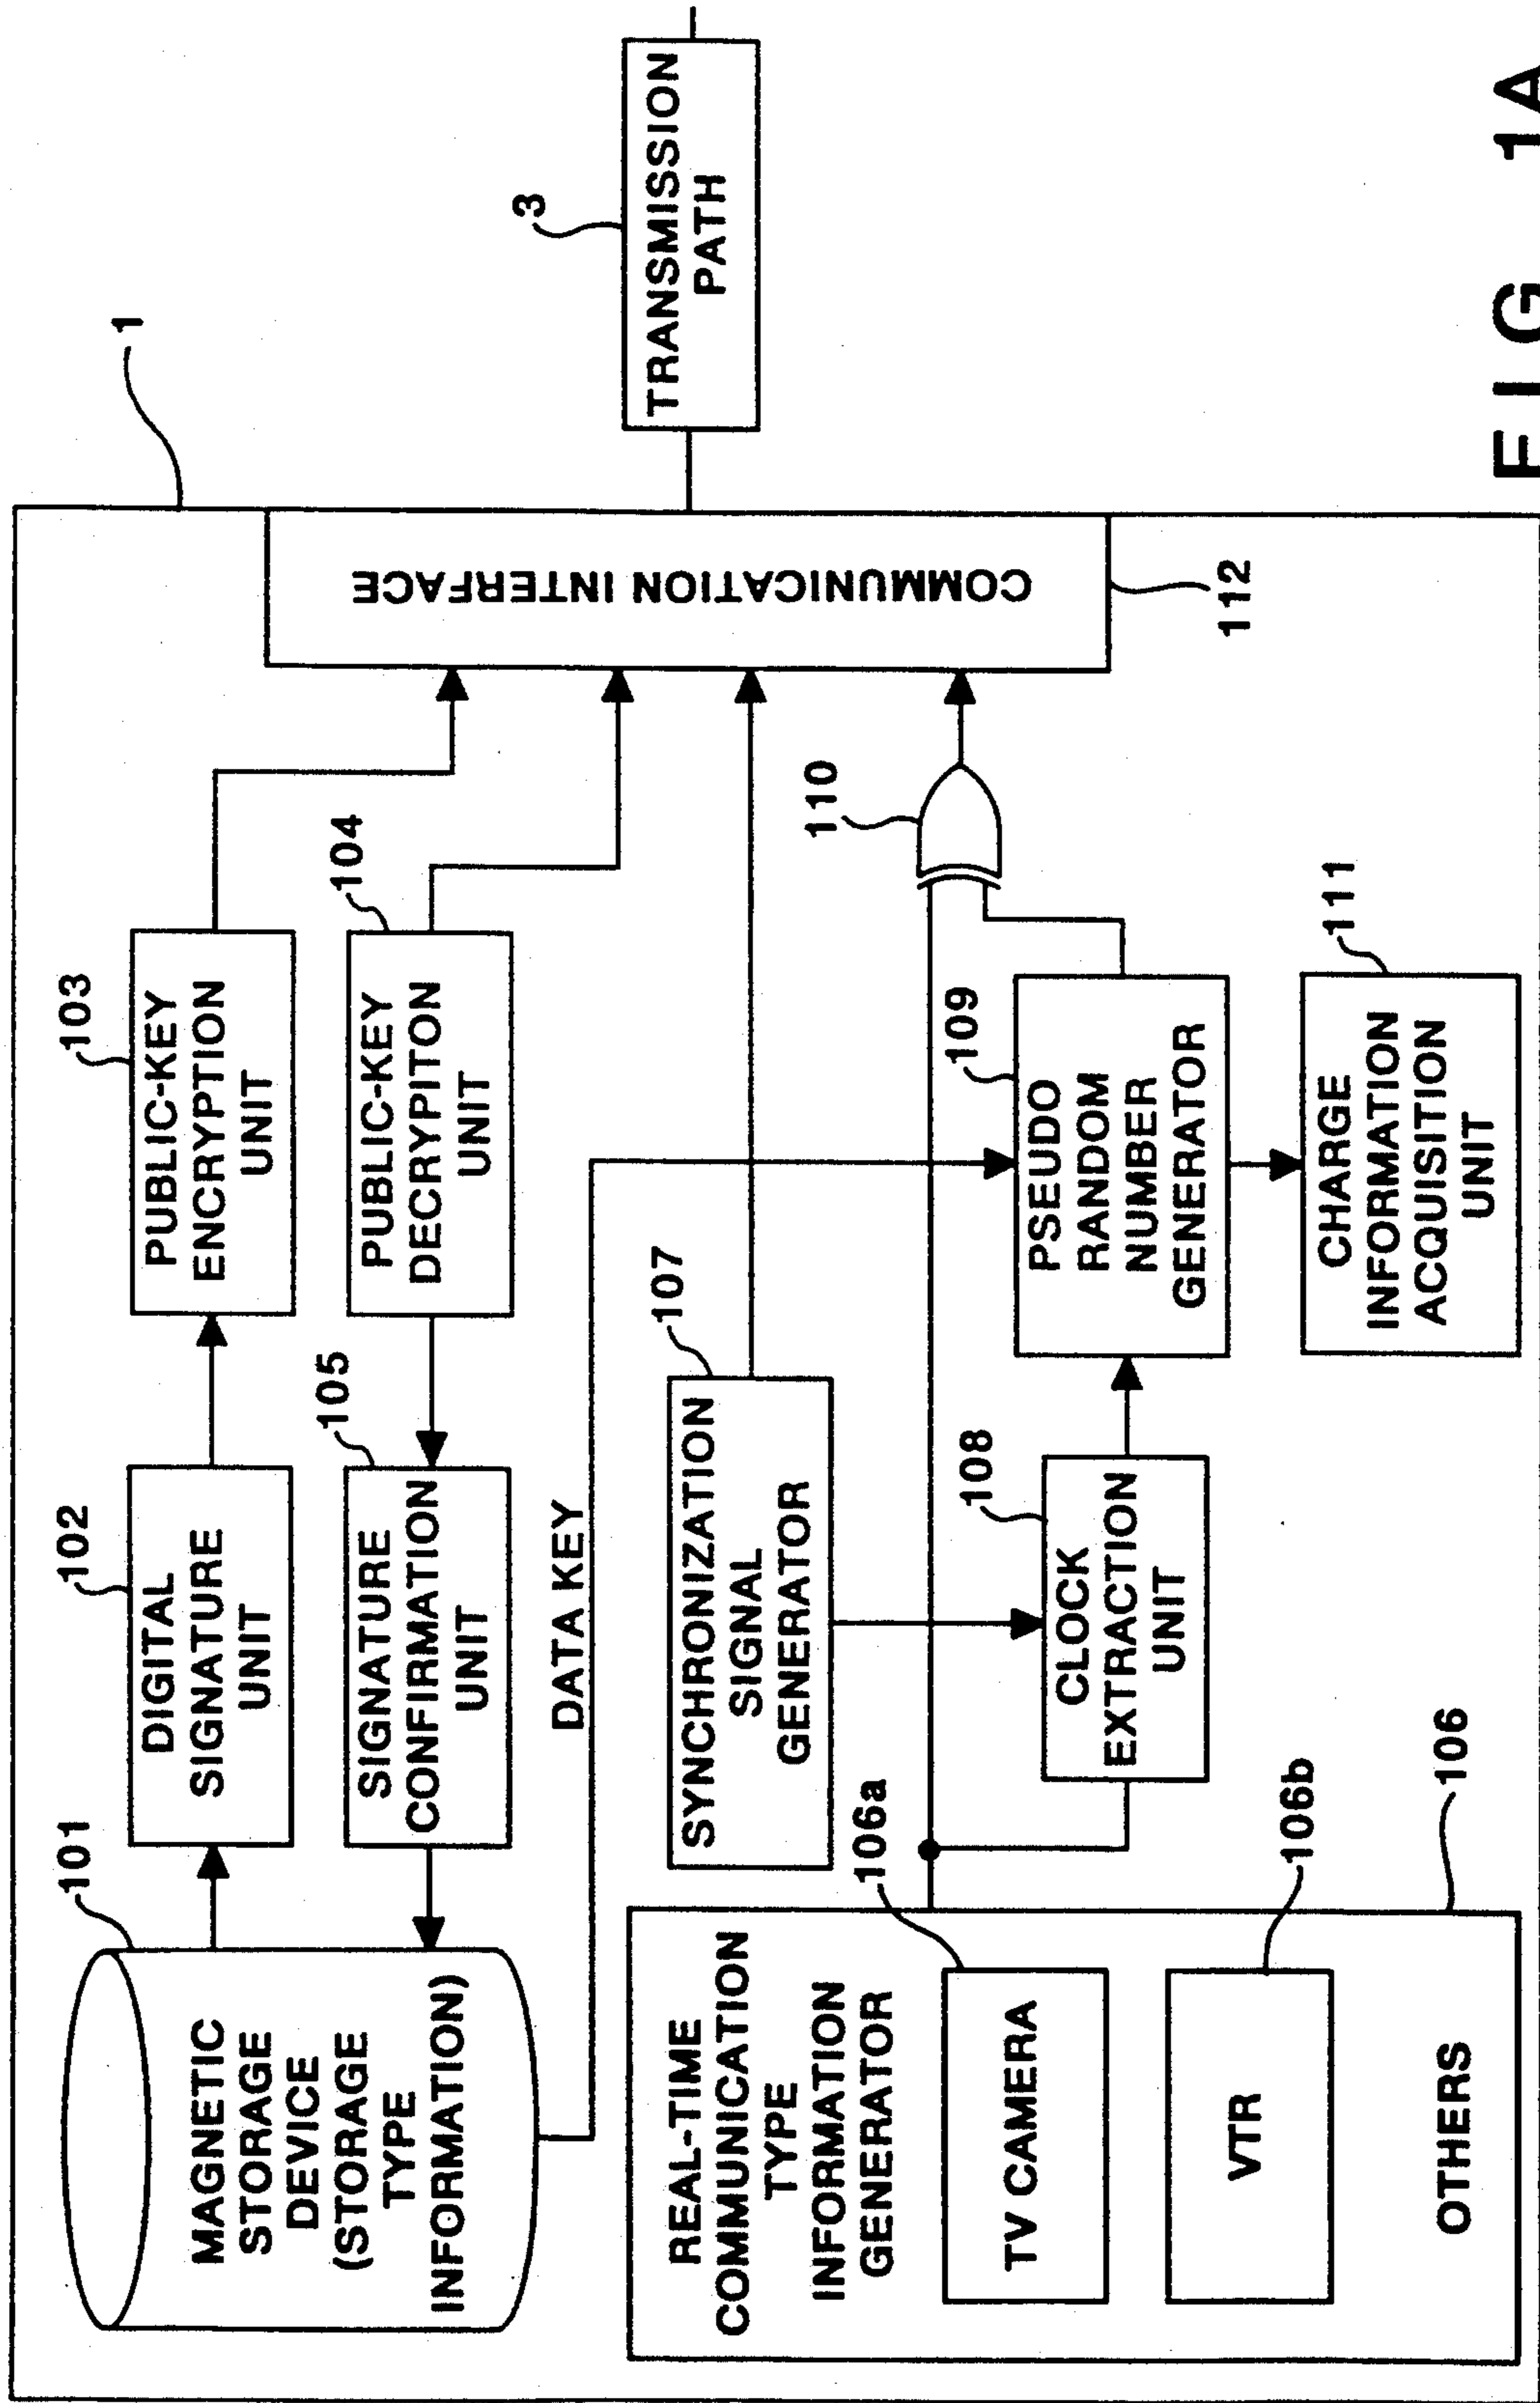 1
101
MAGNETIC
STORAGE
DEVICE
(STORAGE
TYPE
INFORMATION)
102
DIGITAL
SIGNATURE
UNIT
103
PUBLIC-KEY
ENCRYPTION
UNIT
105
SIGNATURE
CONFIRMATION
UNIT
104
PUBLIC-KEY
DECRYPITON
UNIT
DATA KEY
107
SYNCHRONIZATION
SIGNAL
GENERATOR
REAL-TIME
COMMUNICATION
TYPE
INFORMATION
GENERATOR
106a
TV CAMERA
106b
VTR
OTHERS
106
108
CLOCK
EXTRACTION
UNIT
109
PSEUDO
RANDOM
NUMBER
GENERATOR
110
111
CHARGE
INFORMATION
ACQUISITION
UNIT
COMMUNICATION INTERFACE
112
3
TRANSMISSION
PATH
FIG 1A